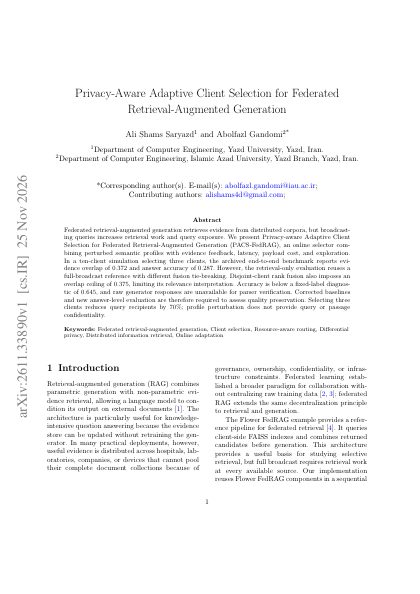 Privacy-Aware Adaptive Client Selection for Federated
Retrieval-Augmented Generation
Ali Shams Saryazd1 and Abolfazl Gandomi2*
1Department of Computer Engineering, Yazd University, Yazd, Iran.
2Department of Computer Engineering, Islamic Azad University, Yazd Branch, Yazd, Iran.
*Corresponding author(s). E-mail(s): abolfazl.gandomi@iau.ac.ir;
Contributing authors: alishams4d@gmail.com;
Abstract
Federated retrieval-augmented generation retrieves evidence from distributed corpora, but broadcast-
ing queries increases retrieval work and query exposure. We present Privacy-aware Adaptive Client
Selection for Federated Retrieval-Augmented Generation (PACS-FedRAG), an online selector com-
bining perturbed semantic profiles with evidence feedback, latency, payload cost, and exploration.
In a ten-client simulation selecting three clients, the archived end-to-end benchmark reports evi-
dence overlap of 0.372 and answer accuracy of 0.287. However, the retrieval-only evaluation reuses a
full-broadcast reference with different fusion tie-breaking. Disjoint-client rank fusion also imposes an
overlap ceiling of 0.375, limiting its relevance interpretation. Accuracy is below a fixed-label diagnos-
tic of 0.645, and raw generator responses are unavailable for parser verification. Corrected baselines
and new answer-level evaluation are therefore required to assess quality preservation. Selecting three
clients reduces query recipients by 70%; profile perturbation does not provide query or passage
confidentiality.
Keywords: Federated retrieval-augmented generation, Client selection, Resource-aware routing, Differential
privacy, Distributed information retrieval, Online adaptation
1 Introduction
Retrieval-augmented generation (RAG) combines
parametric generation with non-parametric evi-
dence retrieval, allowing a language model to con-
dition its output on external documents [1]. The
architecture is particularly useful for knowledge-
intensive question answering because the evidence
store can be updated without retraining the gen-
erator. In many practical deployments, however,
useful evidence is distributed across hospitals, lab-
oratories, companies, or devices that cannot pool
their complete document collections because of
governance, ownership, confidentiality, or infras-
tructure constraints. Federated learning estab-
lished a broader paradigm for collaboration with-
out centralizing raw training data [2, 3]; federated
RAG extends the same decentralization principle
to retrieval and generation.
The Flower FedRAG example provides a refer-
ence pipeline for federated retrieval [4]. It queries
client-side FAISS indexes and combines returned
candidates before generation. This architecture
provides a useful basis for studying selective
retrieval, but full broadcast requires retrieval work
at every available source. Our implementation
reuses Flower FedRAG components in a sequential
1
arXiv:2611.33890v1 [cs.IR] 25 Nov 2026